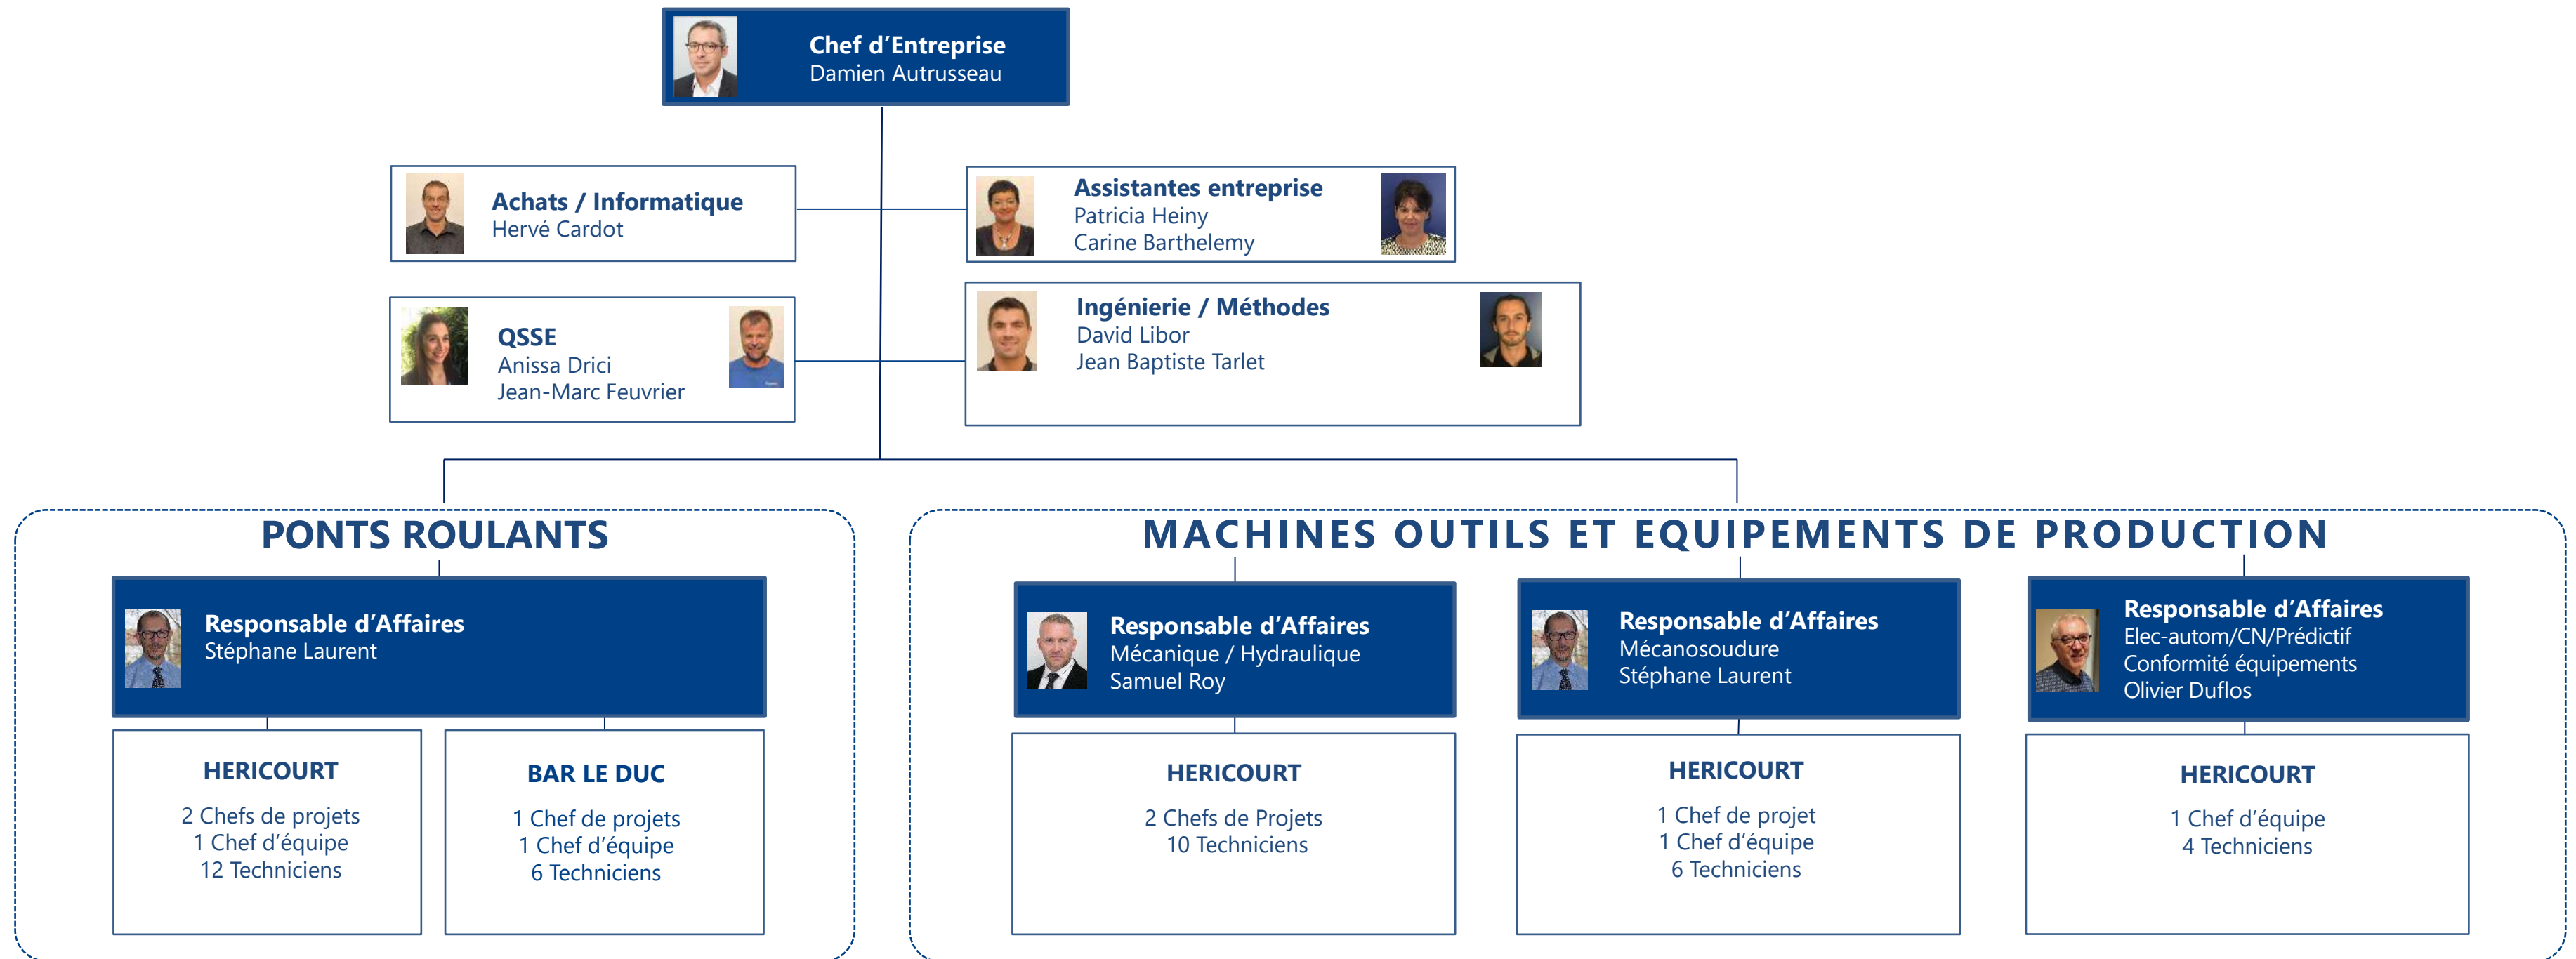 Chef d’Entreprise
Damien Autrusseau
Achats / Informatique
Hervé Cardot
Assistantes entreprise
Patricia Heiny
Carine Barthelemy
QSSE
Anissa Drici
Jean-Marc Feuvrier
Ingénierie / Méthodes
David Libor
Jean Baptiste Tarlet
PONTS ROULANTS
Responsable d’Affaires
Stéphane Laurent
HERICOURT
2 Chefs de projets
1 Chef d’équipe
12 Techniciens
BAR LE DUC
1 Chef de projets
1 Chef d’équipe
6 Techniciens
MACHINES OUTILS ET EQUIPEMENTS DE PRODUCTION
Responsable d’Affaires
Mécanique / Hydraulique
Samuel Roy
HERICOURT
2 Chefs de Projets
10 Techniciens
Responsable d’Affaires
Mécanosoudure
Stéphane Laurent
HERICOURT
1 Chef de projet
1 Chef d’équipe
6 Techniciens
Responsable d’Affaires
Elec-autom/CN/Prédictif
Conformité équipements
Olivier Duflos
HERICOURT
1 Chef d’équipe
4 Techniciens